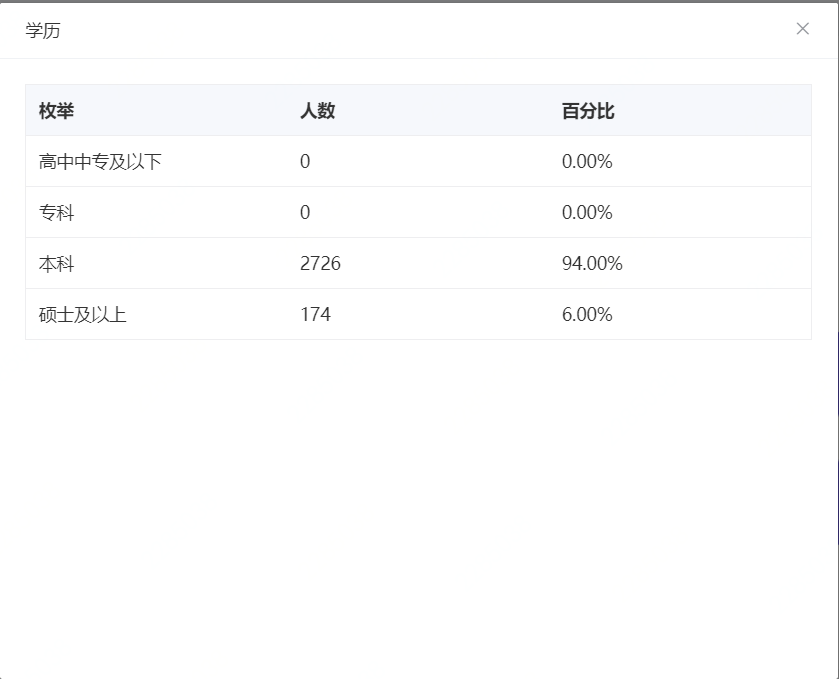 学历
枚举 人数 百分比
高中中专及以下 0 0.00%
专科 0 0.00%
本科 2726 94.00%
硕士及以上 174 6.00%